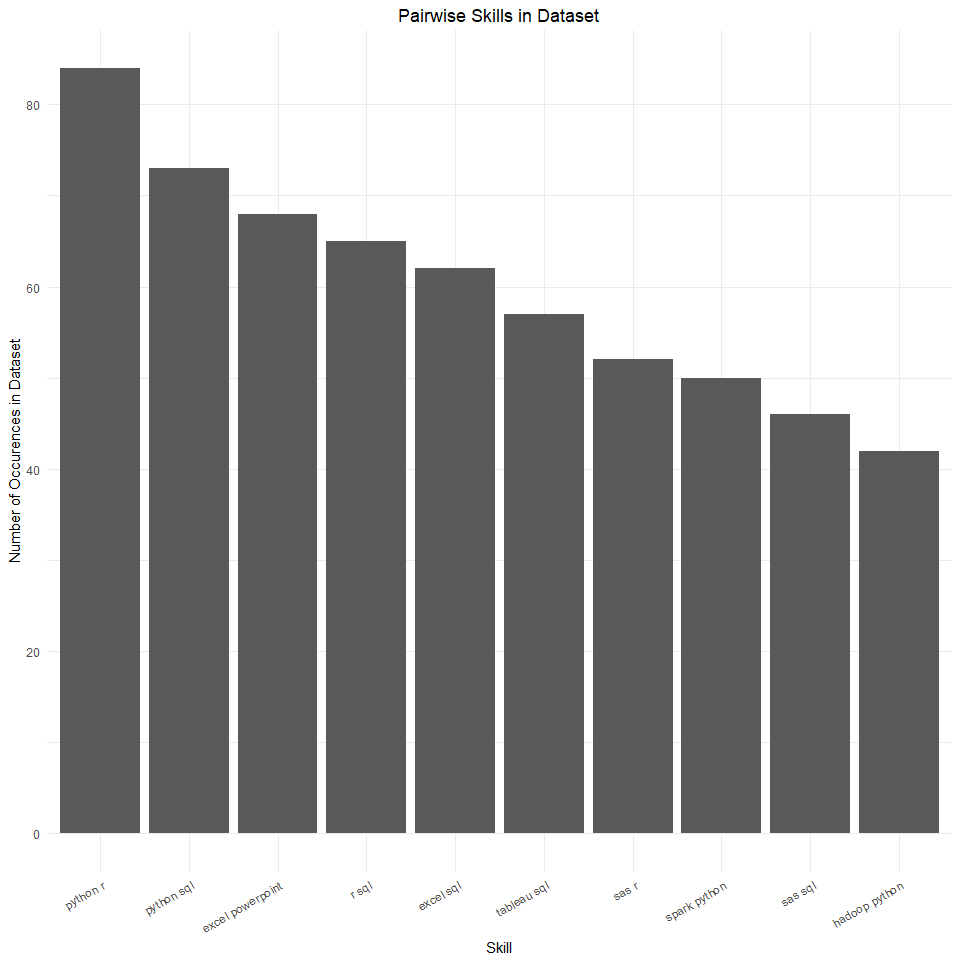 Pairwise Skills in Dataset
Number of Occurences in Dataset
80
60
40
20
0
python r
python sql
excel powerpoint
r sql
excel sql
tableau sql
sas r
spark python
sas sql
hadoop python
Skill